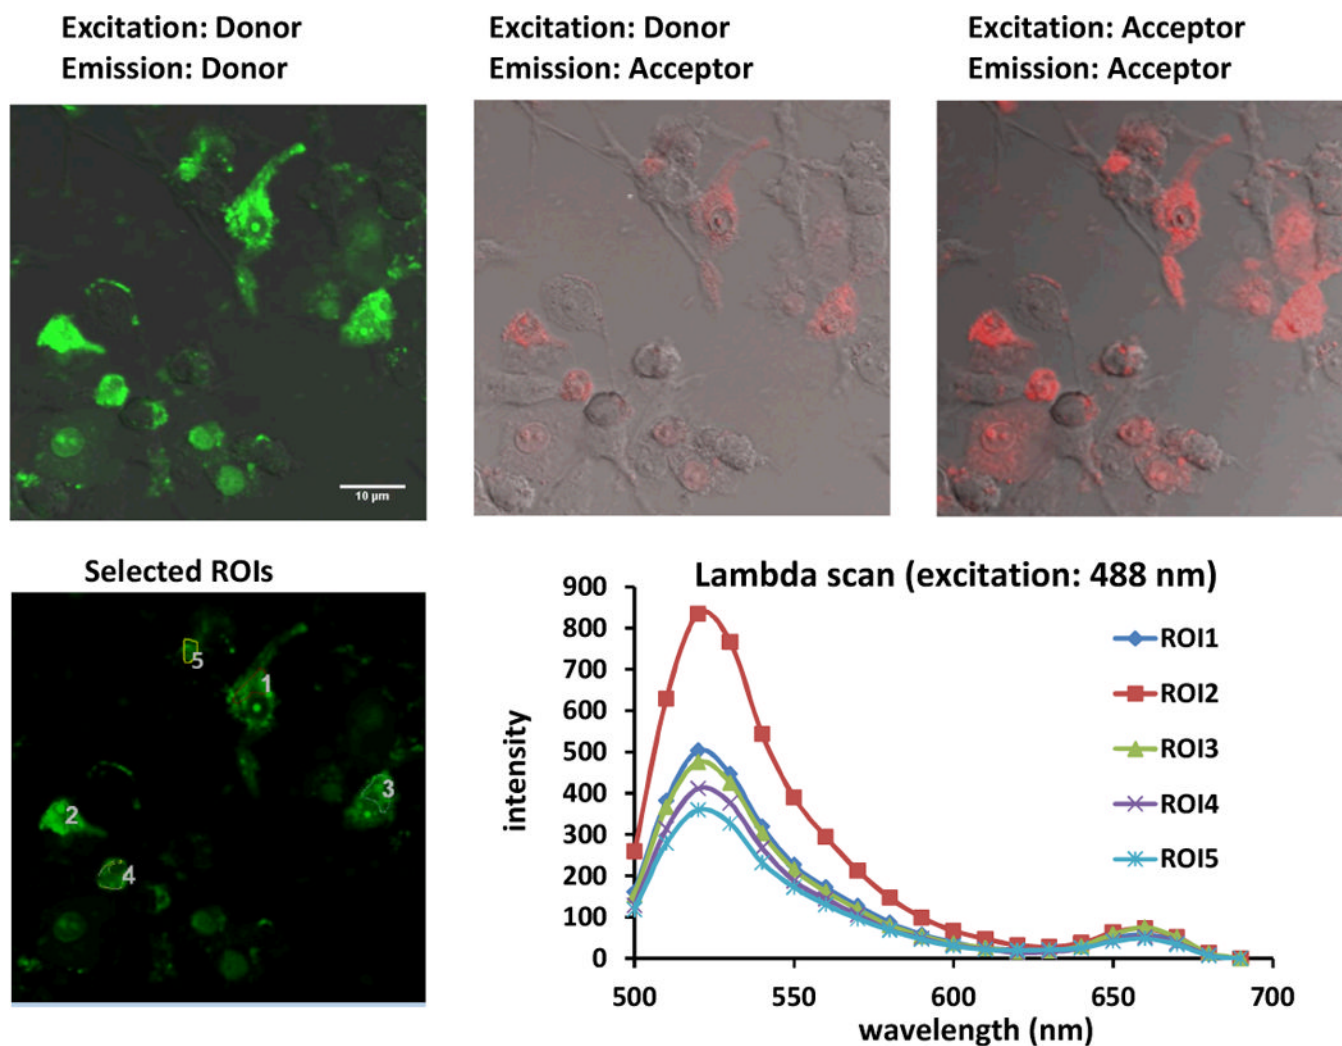 Excitation: Donor
Emission: Donor
Excitation: Donor
Emission: Acceptor
Excitation: Acceptor
Emission: Acceptor
10 µm
Selected ROIs
5
1
3
2
4
Lambda scan (excitation: 488 nm)
900
800
700
600
500
400
300
200
100
0
intensity
ROI1
ROI2
ROI3
ROI4
ROI5
500
550
600
650
700
wavelength (nm)